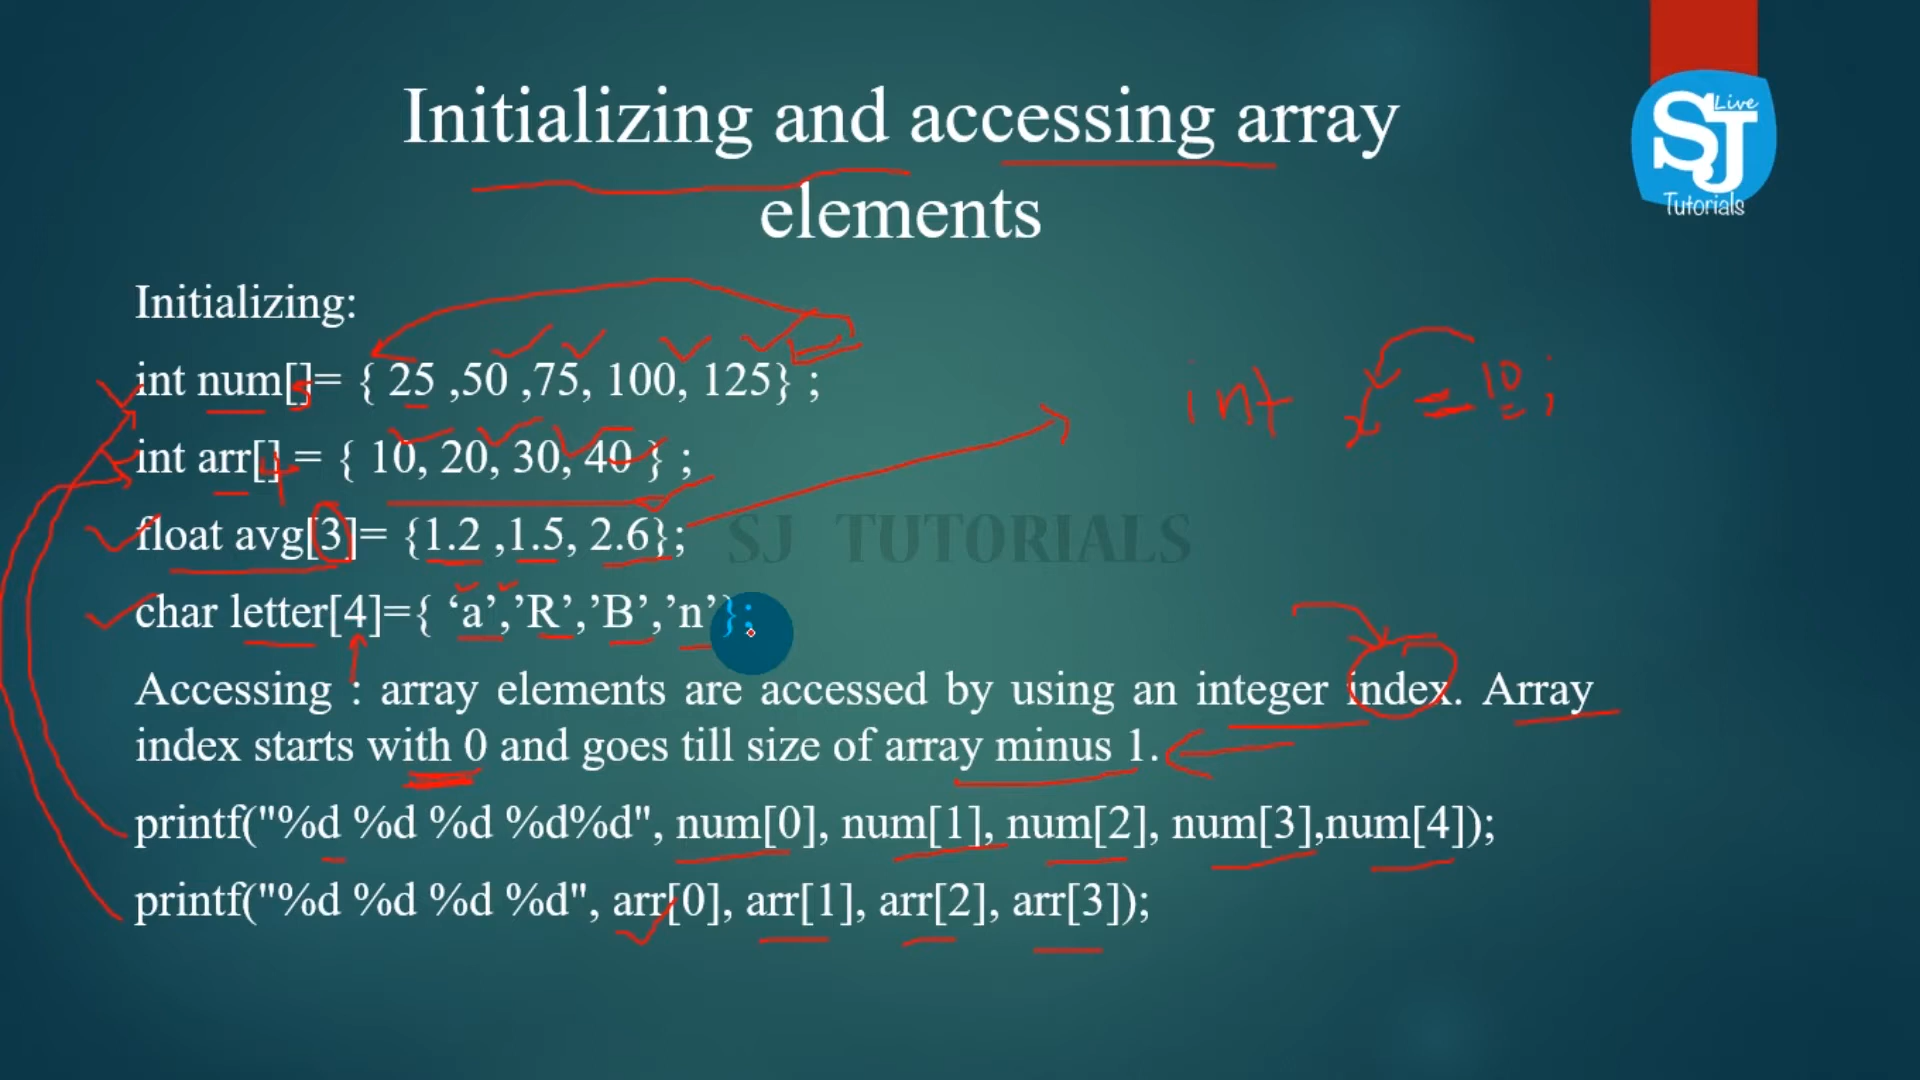 Initializing and accessing array
elements
SJ Live
Tutorials
Initializing:
int num[]= { 25 ,50 ,75, 100, 125} ;
5
int x = 10;
int arr[] = { 10, 20, 30, 40 } ;
4
float avg[3]= {1.2 ,1.5, 2.6};
SJ TUTORIALS
char letter[4]={ ‘a’,’R’,’B’,’n’};
Accessing : array elements are accessed by using an integer index. Array
index starts with 0 and goes till size of array minus 1.
printf("%d %d %d %d%d", num[0], num[1], num[2], num[3],num[4]);
printf("%d %d %d %d", arr[0], arr[1], arr[2], arr[3]);